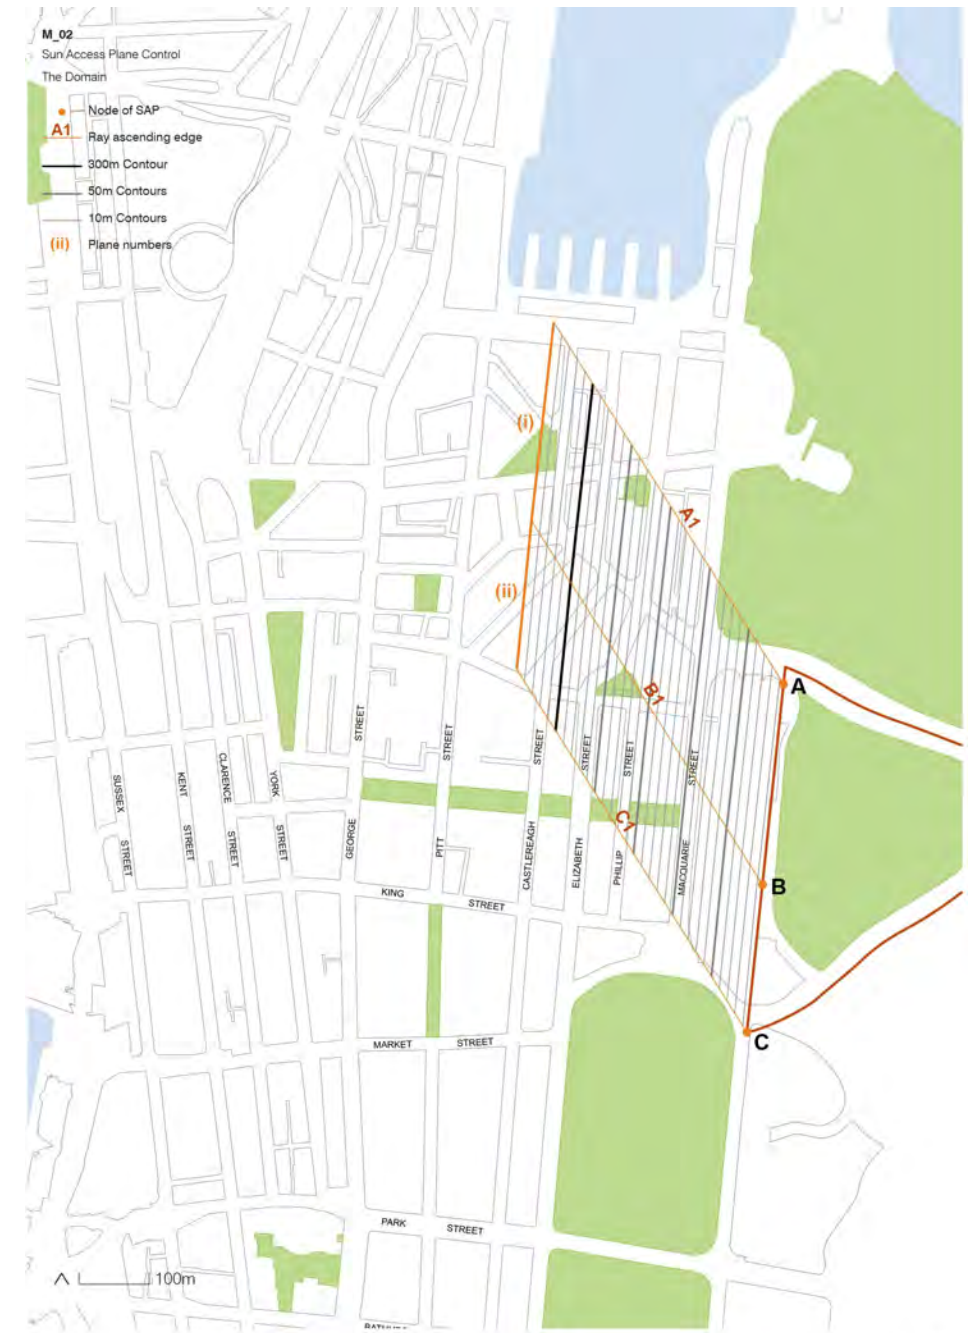 M_02
Sun Access Plane Control
The Domain
Node of SAP
A1
Ray ascending edge
300m Contour
50m Contours
10m Contours
(ii) Plane numbers
(i)
A1
(ii)
A
B1
STREET
STREET
STREET
STREET
STREET
STREET
SUSSEX
KENT
CLARENCE
YORK
C1
STREET
STREET
STREET
STREET
GEORGE
PITT
CASTLEREAGH
ELIZABETH
PHILLIP
MACQUARIE
B
KING STREET
C
MARKET STREET
PARK STREET
100m